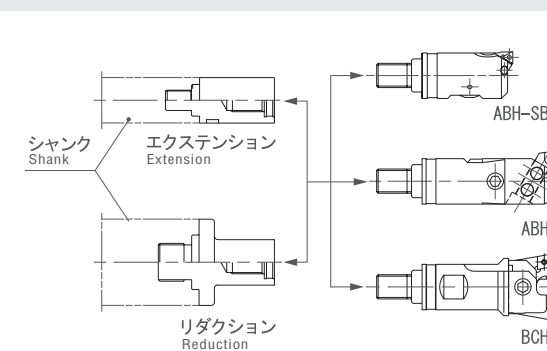 シャンク
Shank
エクステンション
Extension
リダクション
Reduction
ABH-SB
ABH
BCH